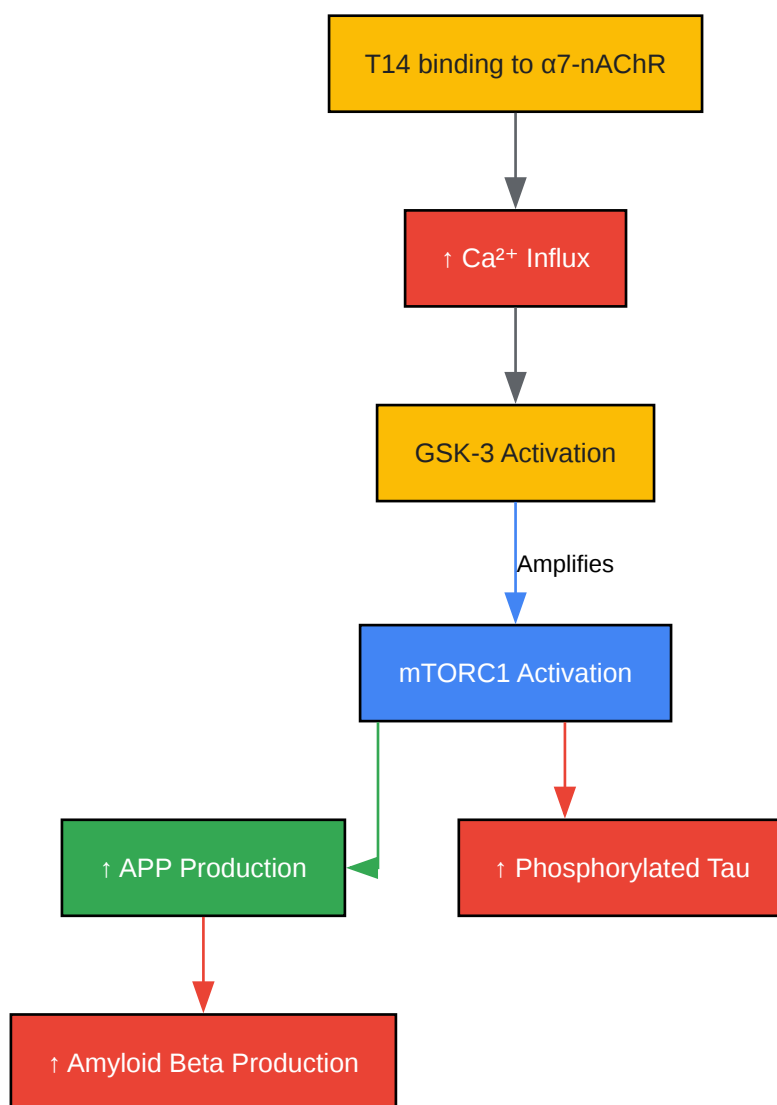 T14 binding to α7-nAChR
↑ Ca²⁺ Influx
GSK-3 Activation
Amplifies
mTORC1 Activation
↑ APP Production
↑ Phosphorylated Tau
↑ Amyloid Beta Production